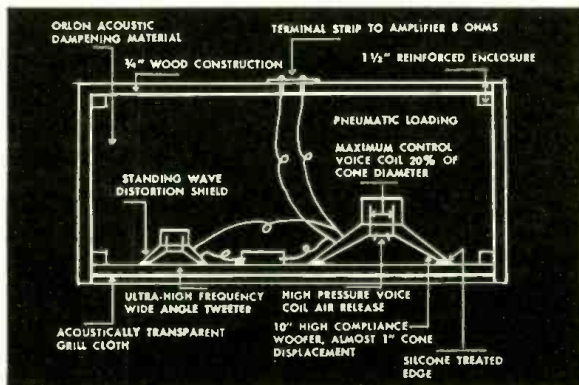 ORLON ACOUSTIC
DAMPENING MATERIAL
TERMINAL STRIP TO AMPLIFIER 8 OHMS
¾" WOOD CONSTRUCTION
1½" REINFORCED ENCLOSURE
PNEUMATIC LOADING
MAXIMUM CONTROL
VOICE COIL 20% OF
CONE DIAMETER
STANDING WAVE
DISTORTION SHIELD
ULTRA-HIGH FREQUENCY
WIDE ANGLE TWEETER
HIGH PRESSURE VOICE
COIL AIR RELEASE
ACOUSTICALLY TRANSPARENT
GRILL CLOTH
10" HIGH COMPLIANCE
WOOFER, ALMOST 1" CONE
DISPLACEMENT
SILCONE TREATED
EDGE